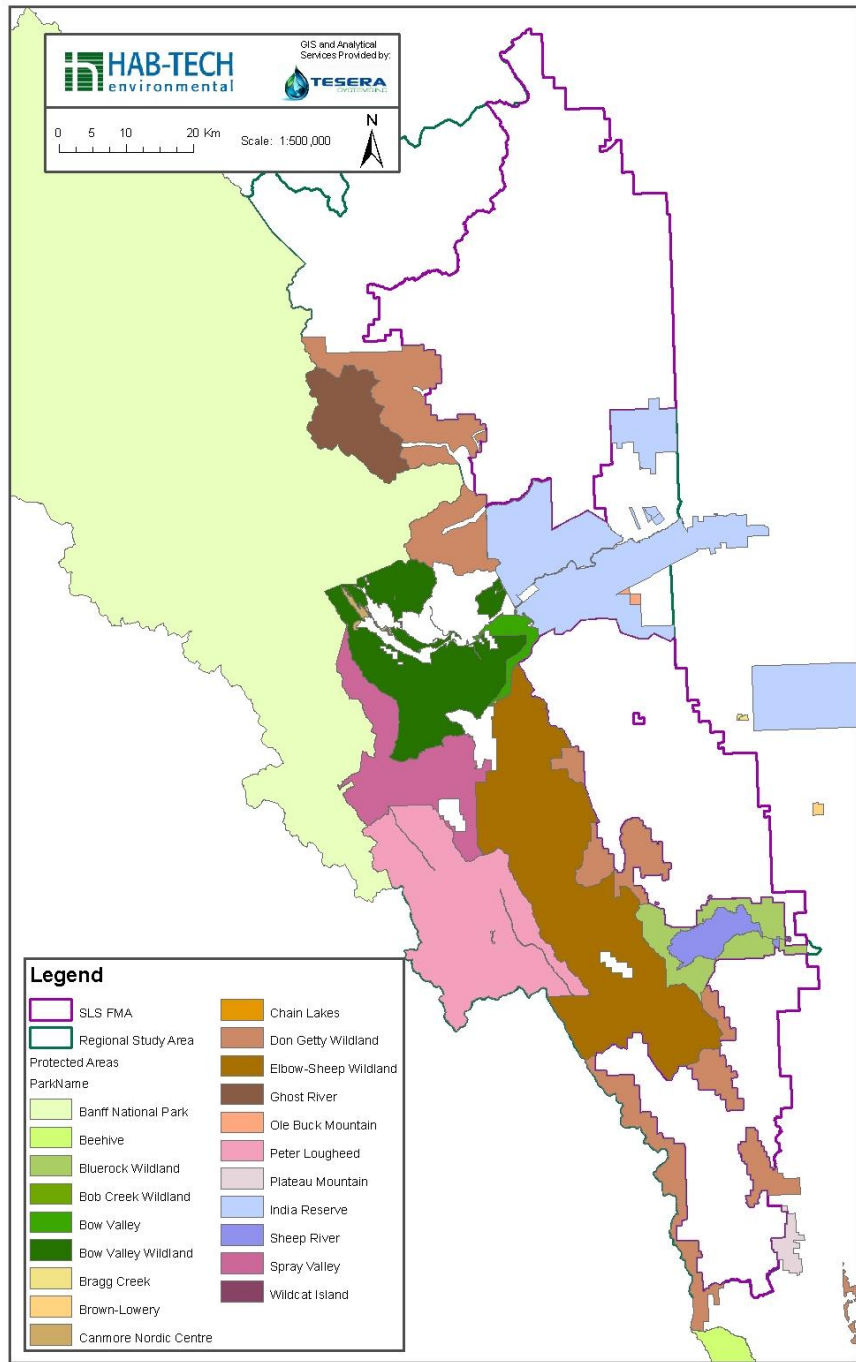 HAB-TECH
environmental
GIS and Analytical
Services Provided by:
TESERA
SYSTEMS INC.
0 5 10 20 Km
Scale: 1:500,000
N
Legend
SLS FMA
Regional Study Area
Protected Areas
ParkName
Banff National Park
Beehive
Bluerock Wildland
Bob Creek Wildland
Bow Valley
Bow Valley Wildland
Bragg Creek
Brown-Lowery
Canmore Nordic Centre
Chain Lakes
Don Getty Wildland
Elbow-Sheep Wildland
Ghost River
Ole Buck Mountain
Peter Lougheed
Plateau Mountain
India Reserve
Sheep River
Spray Valley
Wildcat Island